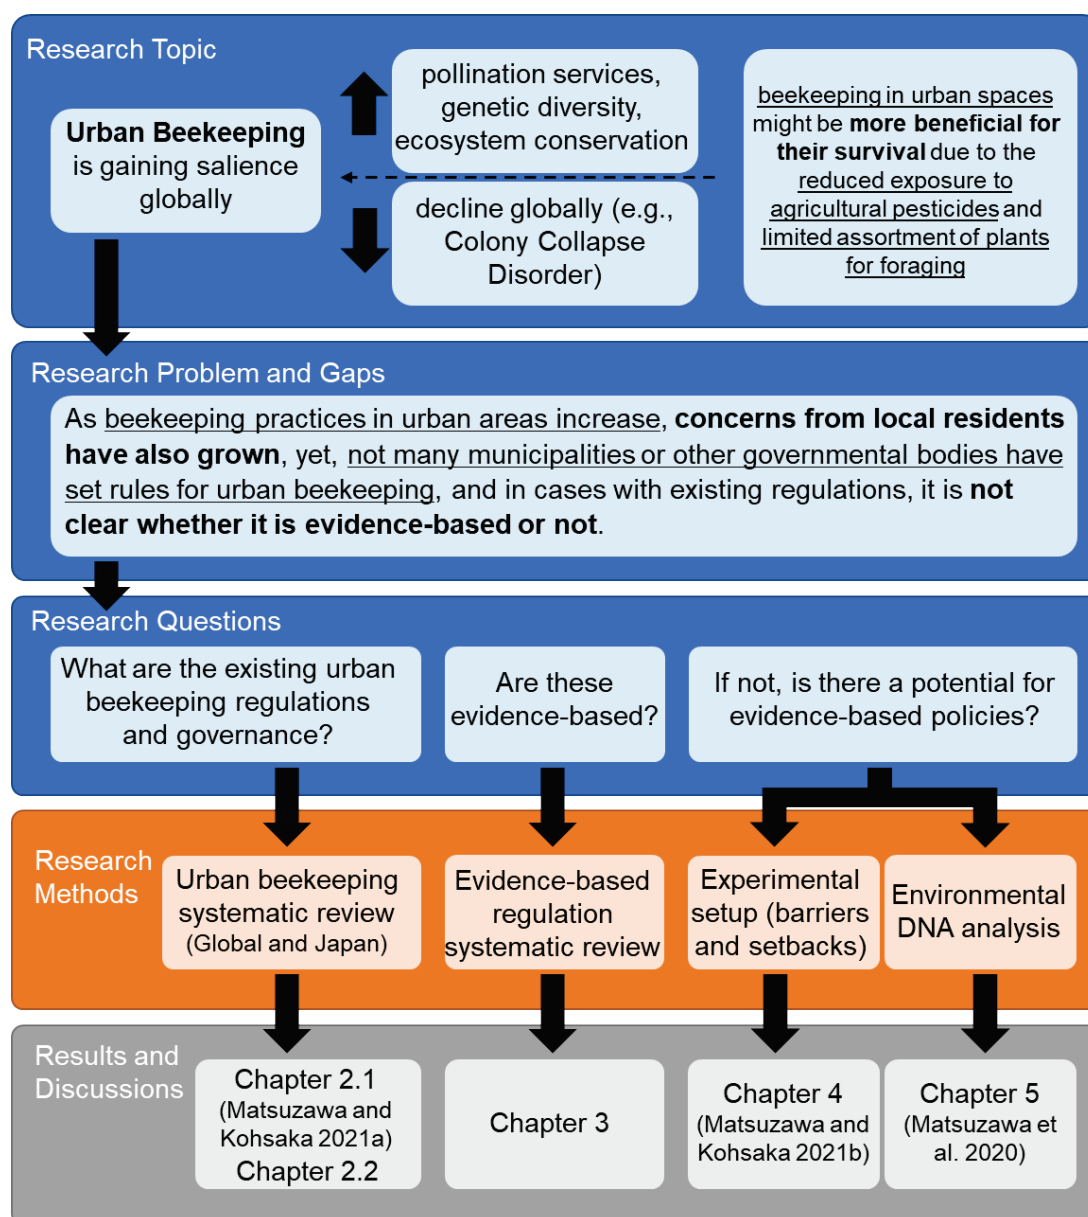 Research Topic
Urban Beekeeping
is gaining salience
globally
pollination services,
genetic diversity,
ecosystem conservation
decline globally (e.g.,
Colony Collapse
Disorder)
beekeeping in urban spaces
might be more beneficial for
their survival due to the
reduced exposure to
agricultural pesticides and
limited assortment of plants
for foraging
Research Problem and Gaps
As beekeeping practices in urban areas increase, concerns from local residents
have also grown, yet, not many municipalities or other governmental bodies have
set rules for urban beekeeping, and in cases with existing regulations, it is not
clear whether it is evidence-based or not.
Research Questions
What are the existing urban
beekeeping regulations
and governance?
Are these
evidence-based?
If not, is there a potential for
evidence-based policies?
Research
Methods
Urban beekeeping
systematic review
(Global and Japan)
Evidence-based
regulation
systematic review
Experimental
setup (barriers
and setbacks)
Environmental
DNA analysis
Results and
Discussions
Chapter 2.1
(Matsuzawa and
Kohsaka 2021a)
Chapter 2.2
Chapter 3
Chapter 4
(Matsuzawa and
Kohsaka 2021b)
Chapter 5
(Matsuzawa et
al. 2020)